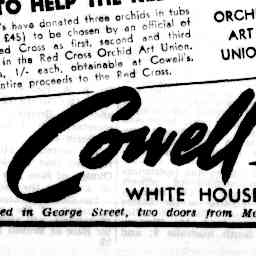 TO HELP THE
's have donated three orchids in tubs
£45) to be chosen by an official of
ed Cross as first, second and third
in the Red Cross Orchid Art Union.
s, 1/- each, obtainable at Cowell's.
ntire proceeds to the Red Cross.
ORCHI
ART
UNIO
Cowell
WHITE HOUSE
ed in George Street, two doors from Me